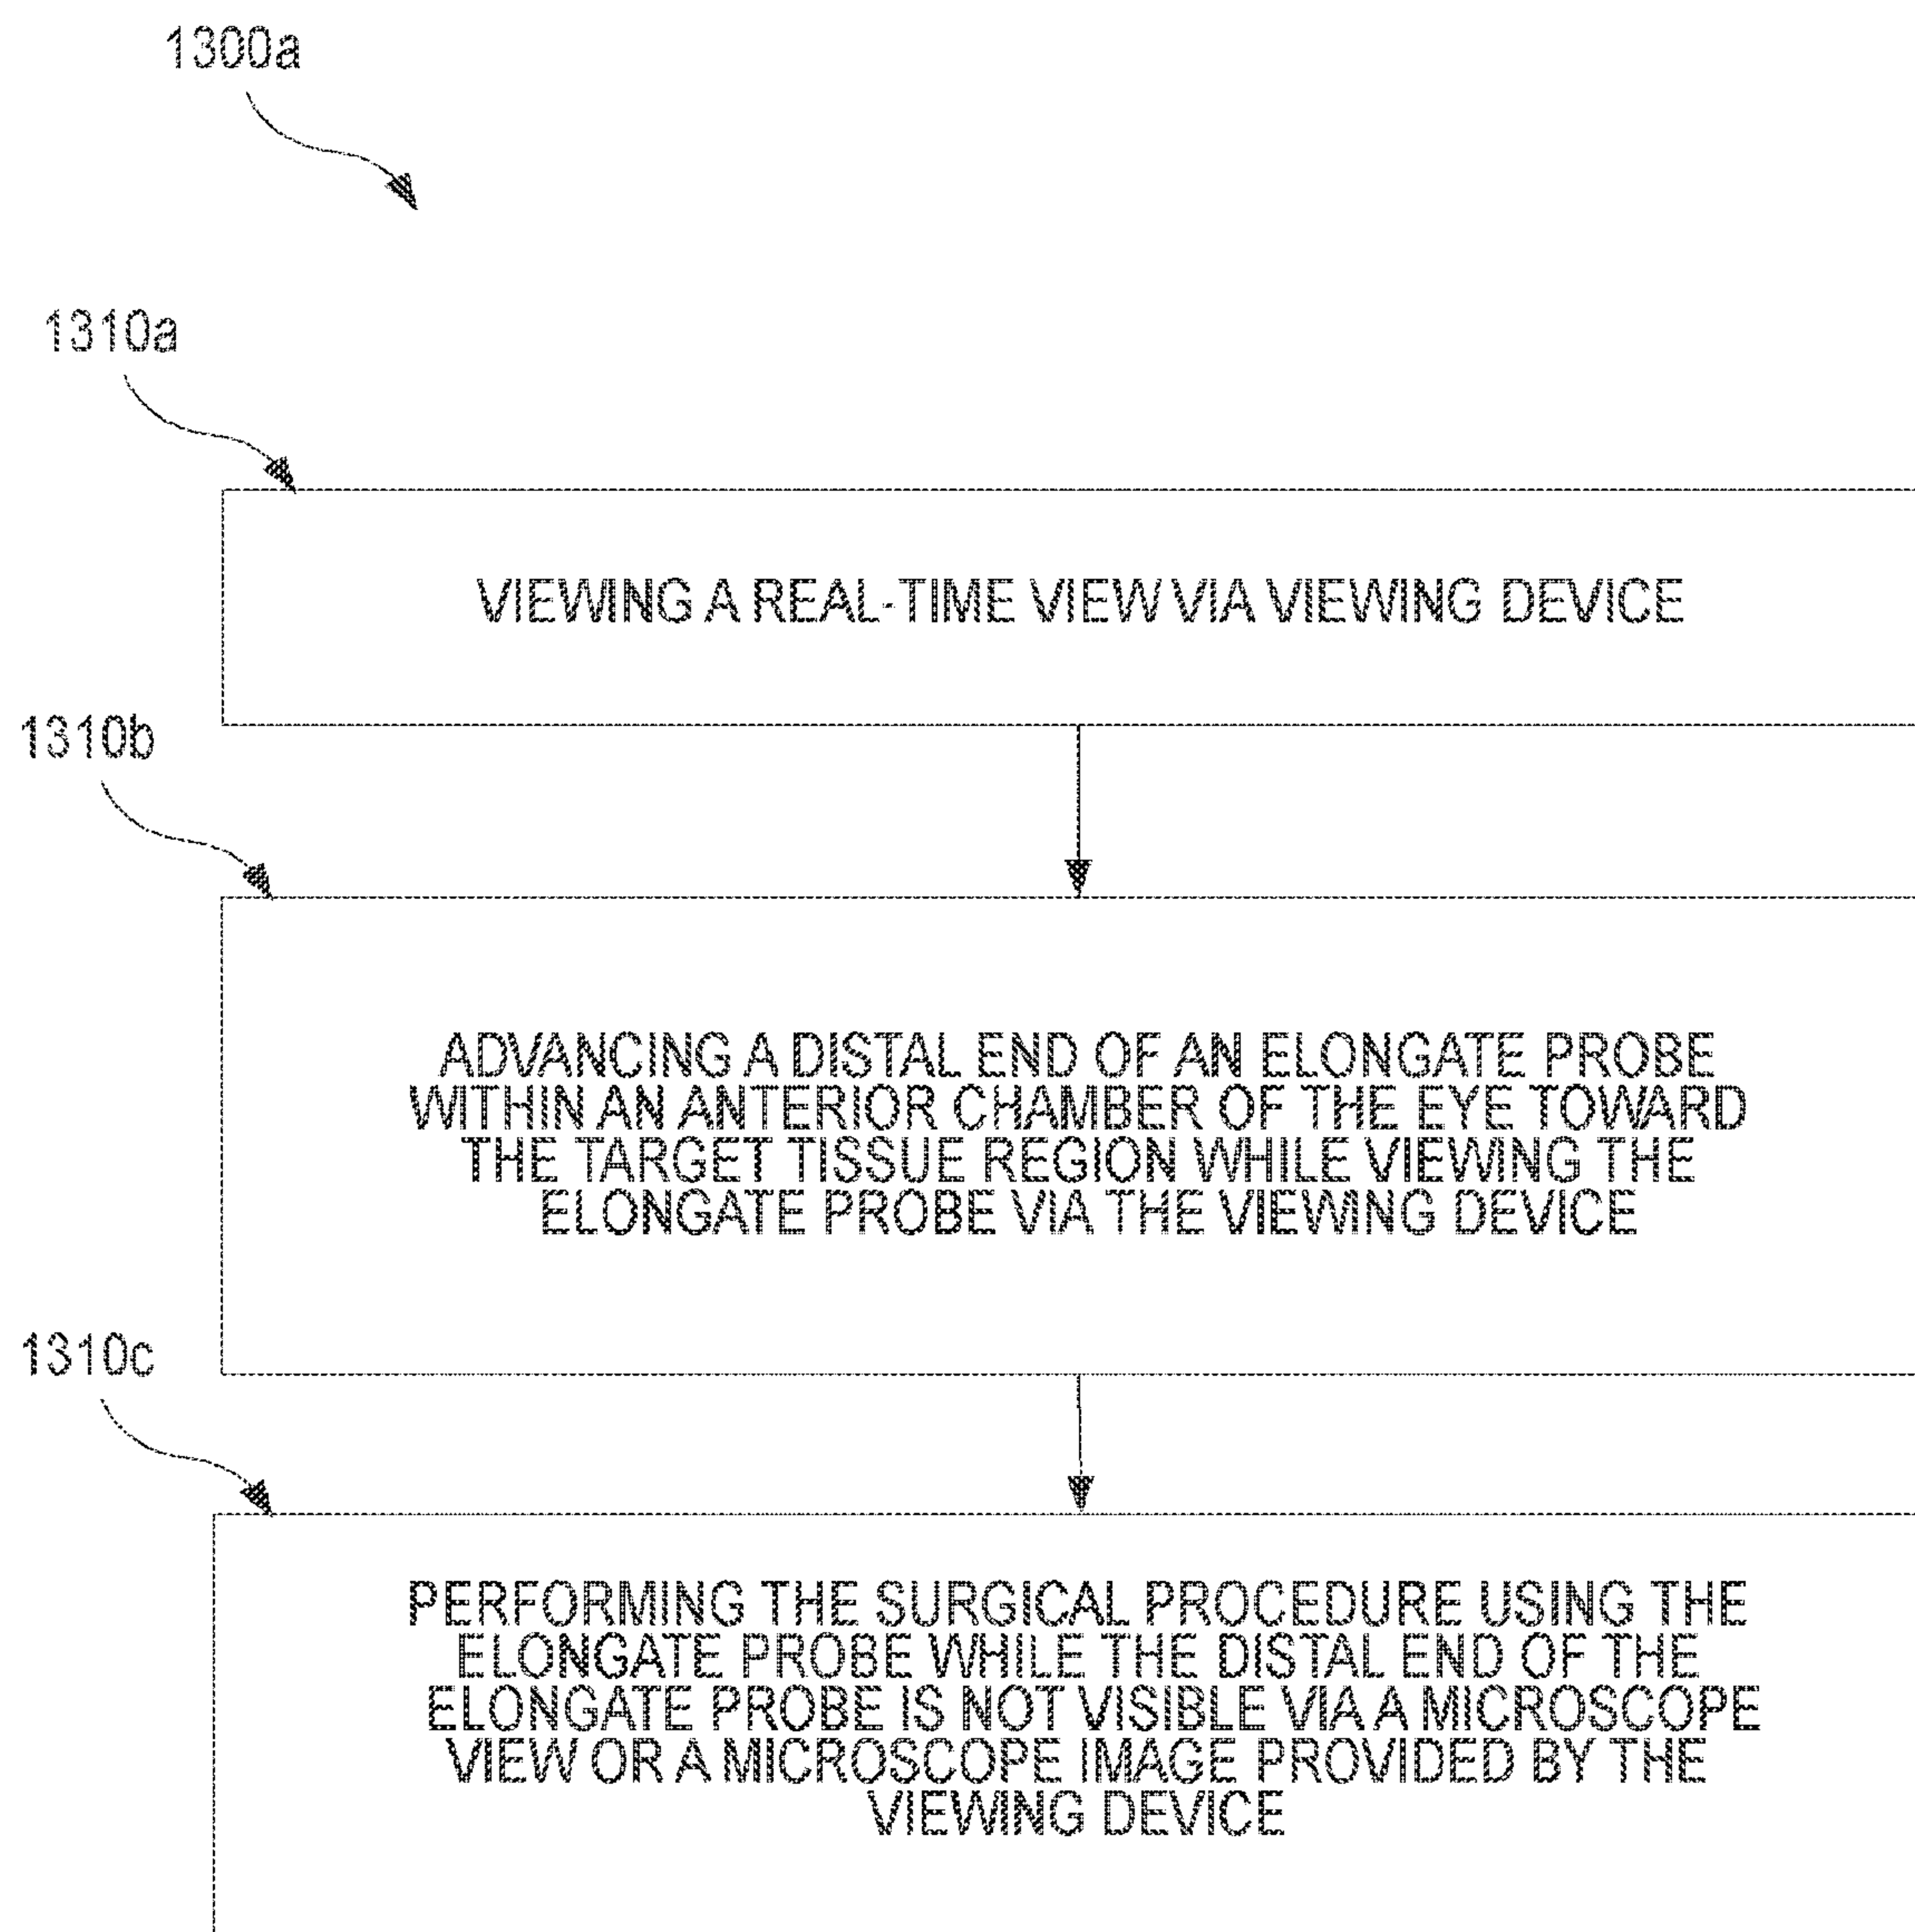 1300a
1310a
VIEWING A REAL-TIME VIEW VIA VIEWING DEVICE
1310b
ADVANCING A DISTAL END OF AN ELONGATE PROBE
WITHIN AN ANTERIOR CHAMBER OF THE EYE TOWARD
THE TARGET TISSUE REGION WHILE VIEWING THE
ELONGATE PROBE VIA THE VIEWING DEVICE
1310c
PERFORMING THE SURGICAL PROCEDURE USING THE
ELONGATE PROBE WHILE THE DISTAL END OF THE
ELONGATE PROBE IS NOT VISIBLE VIA A MICROSCOPE
VIEW OR A MICROSCOPE IMAGE PROVIDED BY THE
VIEWING DEVICE